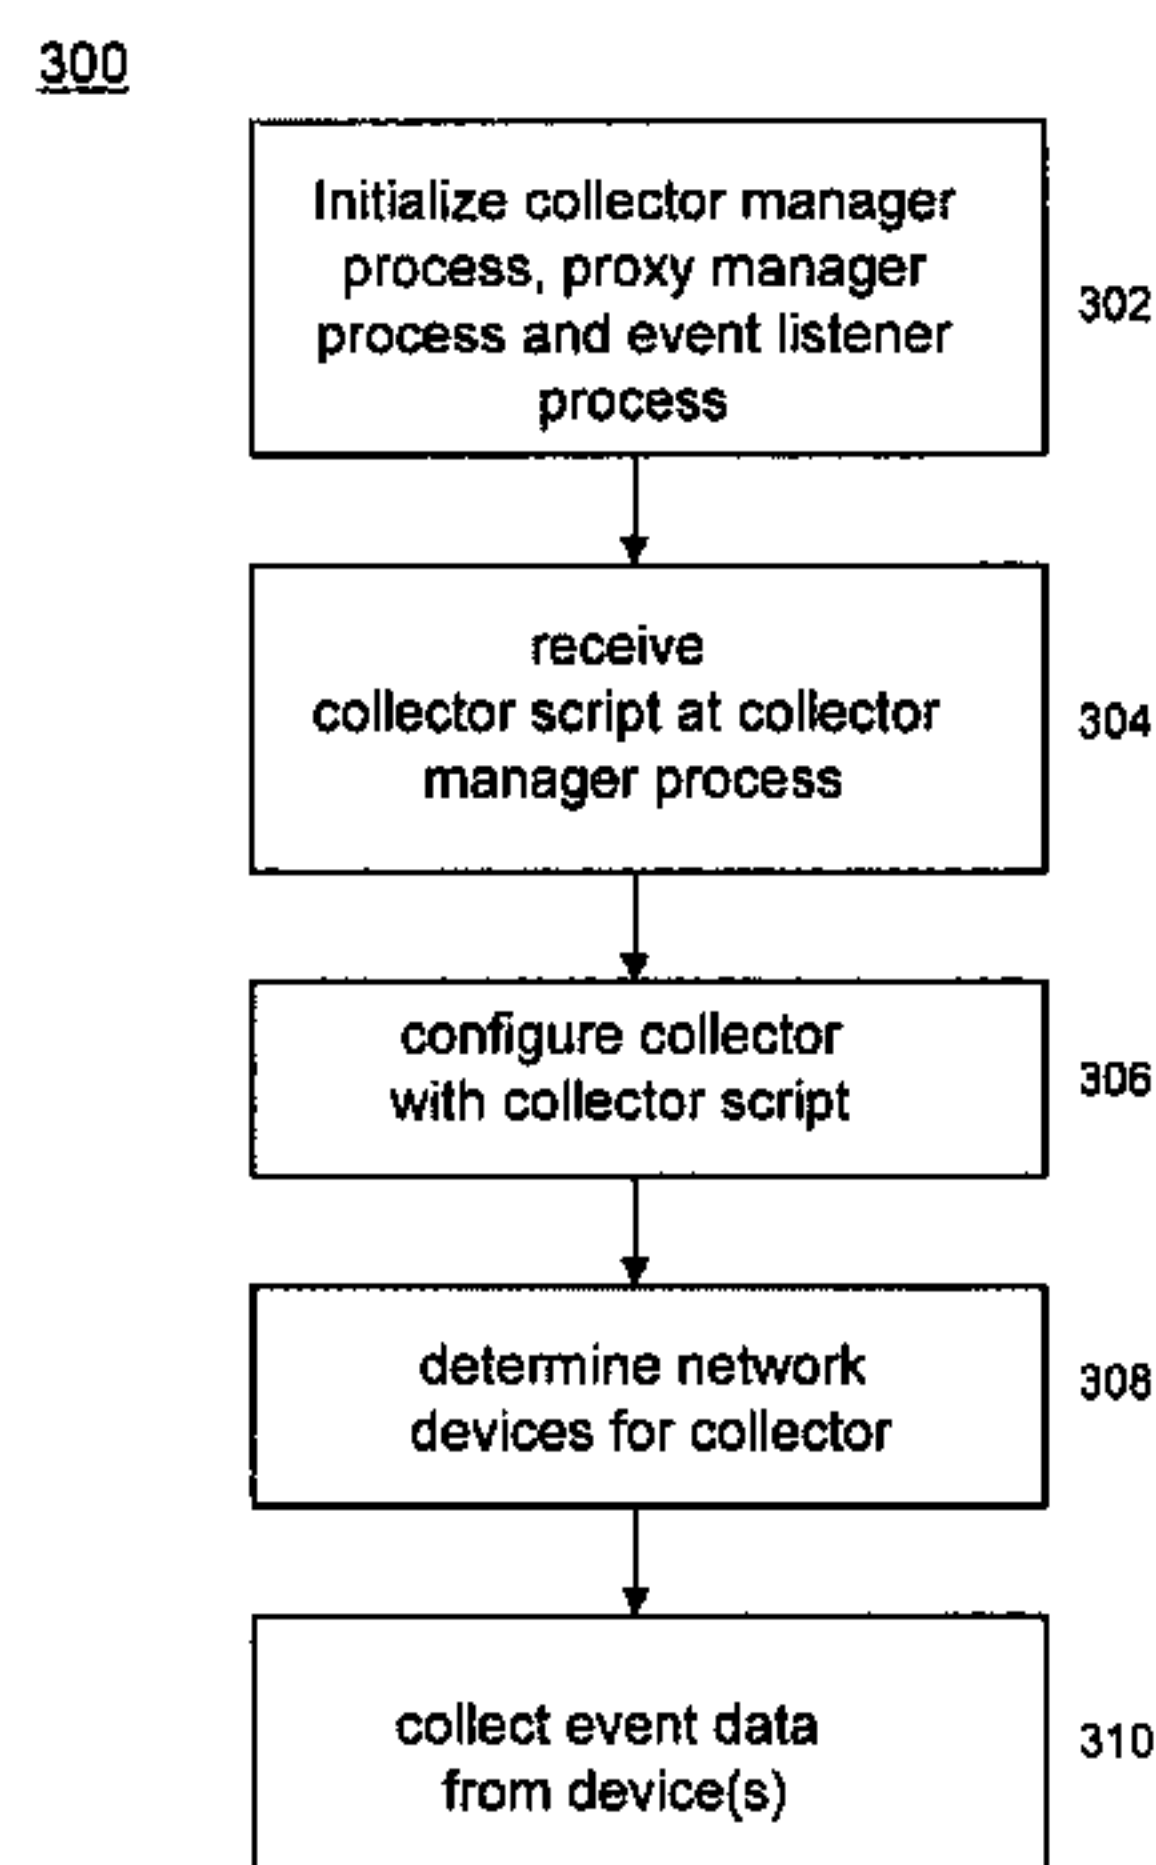 300
Initialize collector manager
process, proxy manager
process and event listener
process
302
receive
collector script at collector
manager process
304
configure collector
with collector script
306
determine network
devices for collector
308
collect event data
from device(s)
310